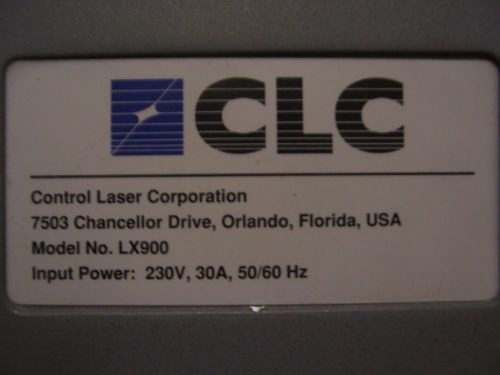 CLC
Control Laser Corporation
7503 Chancellor Drive, Orlando, Florida, USA
Model No. LX900
Input Power: 230V, 30A, 50/60 Hz